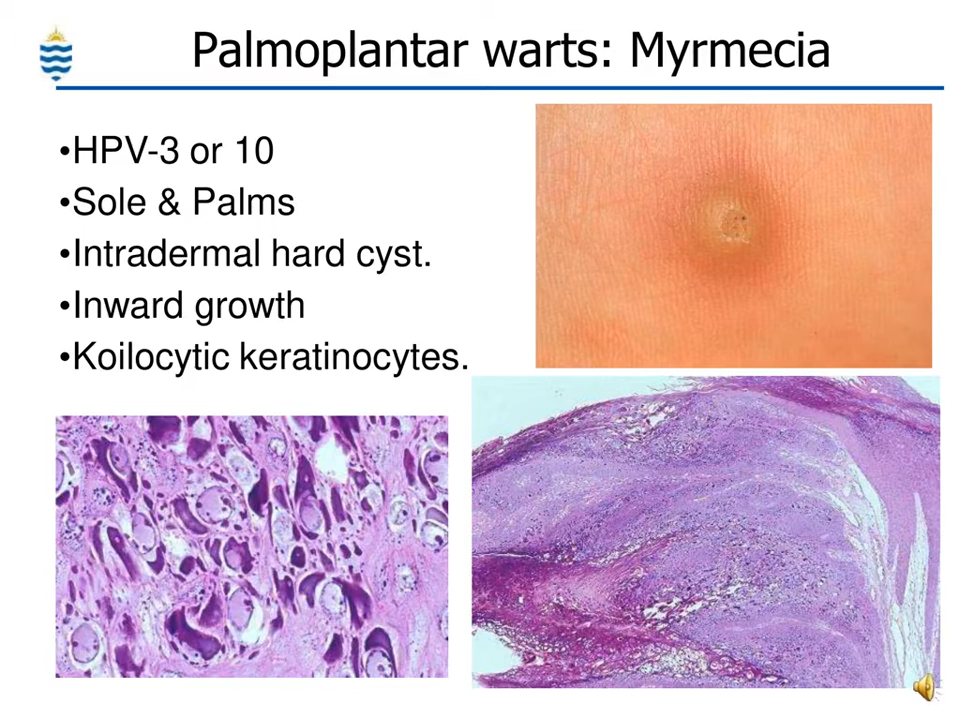 Palmoplantar warts: Myrmecia
•HPV-3 or 10
•Sole & Palms
•Intradermal hard cyst.
•Inward growth
•Koilocytic keratinocytes.